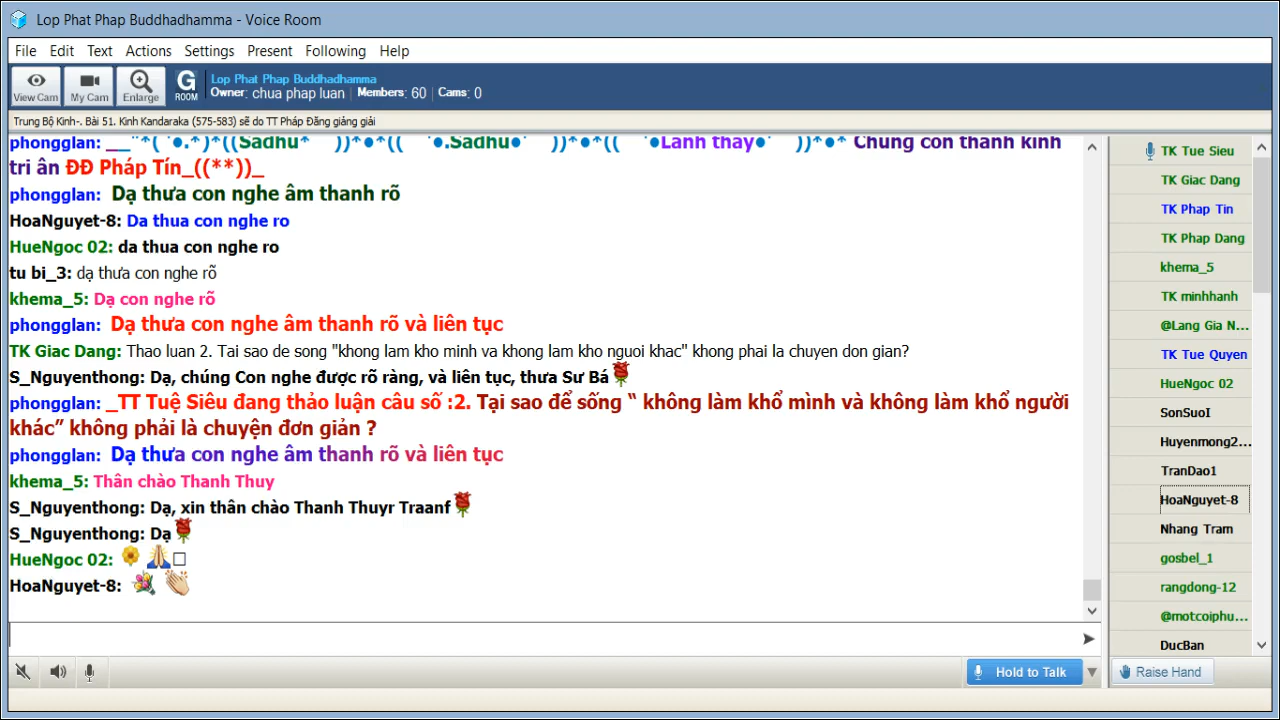 Lop Phat Phap Buddhadhamma - Voice Room
File Edit Text Actions Settings Present Following Help
View Cam My Cam Enlarge G ROOM
Lop Phat Phap Buddhadhamma
Owner: chua phap luan | Members: 60 | Cams: 0
Trung Bộ Kinh-. Bài 51. Kinh Kandaraka (575-583) sẽ do TT Pháp Đăng giảng giải
phongglan: __"*(¨`●.*)*((Sadhu*¨¨))*●*((¨¨`●.Sadhu●´¨¨))*●*((¨¨`●Lành thay●´¨¨))*●* Chúng con thành kính
tri ân ĐĐ Pháp Tín_((**))_
phongglan: Dạ thưa con nghe âm thanh rõ
HoaNguyet-8: Da thua con nghe ro
HueNgoc 02: da thua con nghe ro
tu bi_3: dạ thưa con nghe rõ
khema_5: Dạ con nghe rõ
phongglan: Dạ thưa con nghe âm thanh rõ và liên tục
TK Giac Dang: Thao luan 2. Tai sao de song "khong lam kho minh va khong lam kho nguoi khac" khong phai la chuyen don gian?
S_Nguyenthong: Dạ, chúng Con nghe được rõ ràng, và liên tục, thưa Sư Bá
phongglan: _TT Tuệ Siêu đang thảo luận câu số :2. Tại sao để sống “ không làm khổ mình và không làm khổ người
khác” không phải là chuyện đơn giản ?
phongglan: Dạ thưa con nghe âm thanh rõ và liên tục
khema_5: Thân chào Thanh Thuy
S_Nguyenthong: Dạ, xin thân chào Thanh Thuyr Traanf
S_Nguyenthong: Dạ
HueNgoc 02:
HoaNguyet-8:
TK Tue Sieu
TK Giac Dang
TK Phap Tin
TK Phap Dang
khema_5
TK minhhanh
@Lang Gia N...
TK Tue Quyen
HueNgoc 02
SonSuoI
Huyenmong2...
TranDao1
HoaNguyet-8
Nhang Tram
gosbel_1
rangdong-12
@motcoiphu...
DucBan
Hold to Talk
Raise Hand